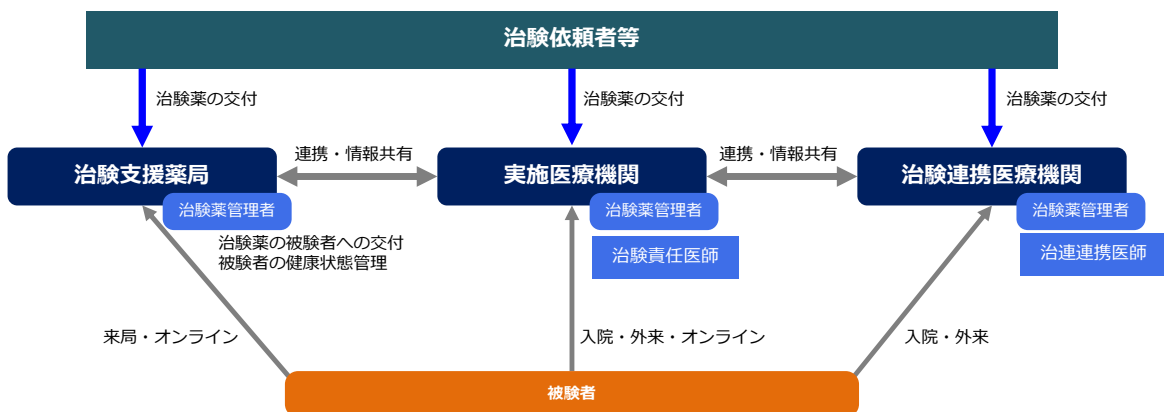 治験依頼者等
治験薬の交付
治験薬の交付
治験薬の交付
治験支援薬局
連携・情報共有
実施医療機関
連携・情報共有
治験連携医療機関
治験薬管理者
治験薬管理者
治験薬管理者
治験薬の被験者への交付
被験者の健康状態管理
治験責任医師
治連連携医師
来局・オンライン
入院・外来・オンライン
入院・外来
被験者